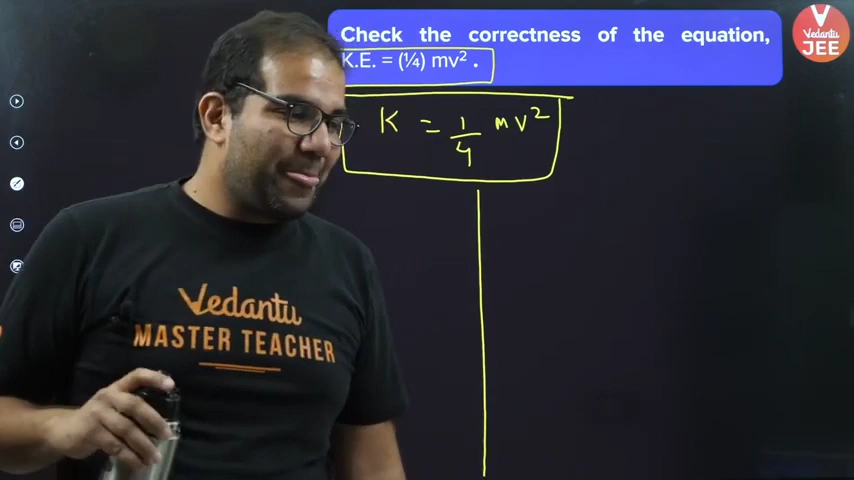 Check the correctness of the equation,
K.E. = (¼) mv².
Vedantu
JEE
K = 1/4 mv²
Vedantu
MASTER TEACHER